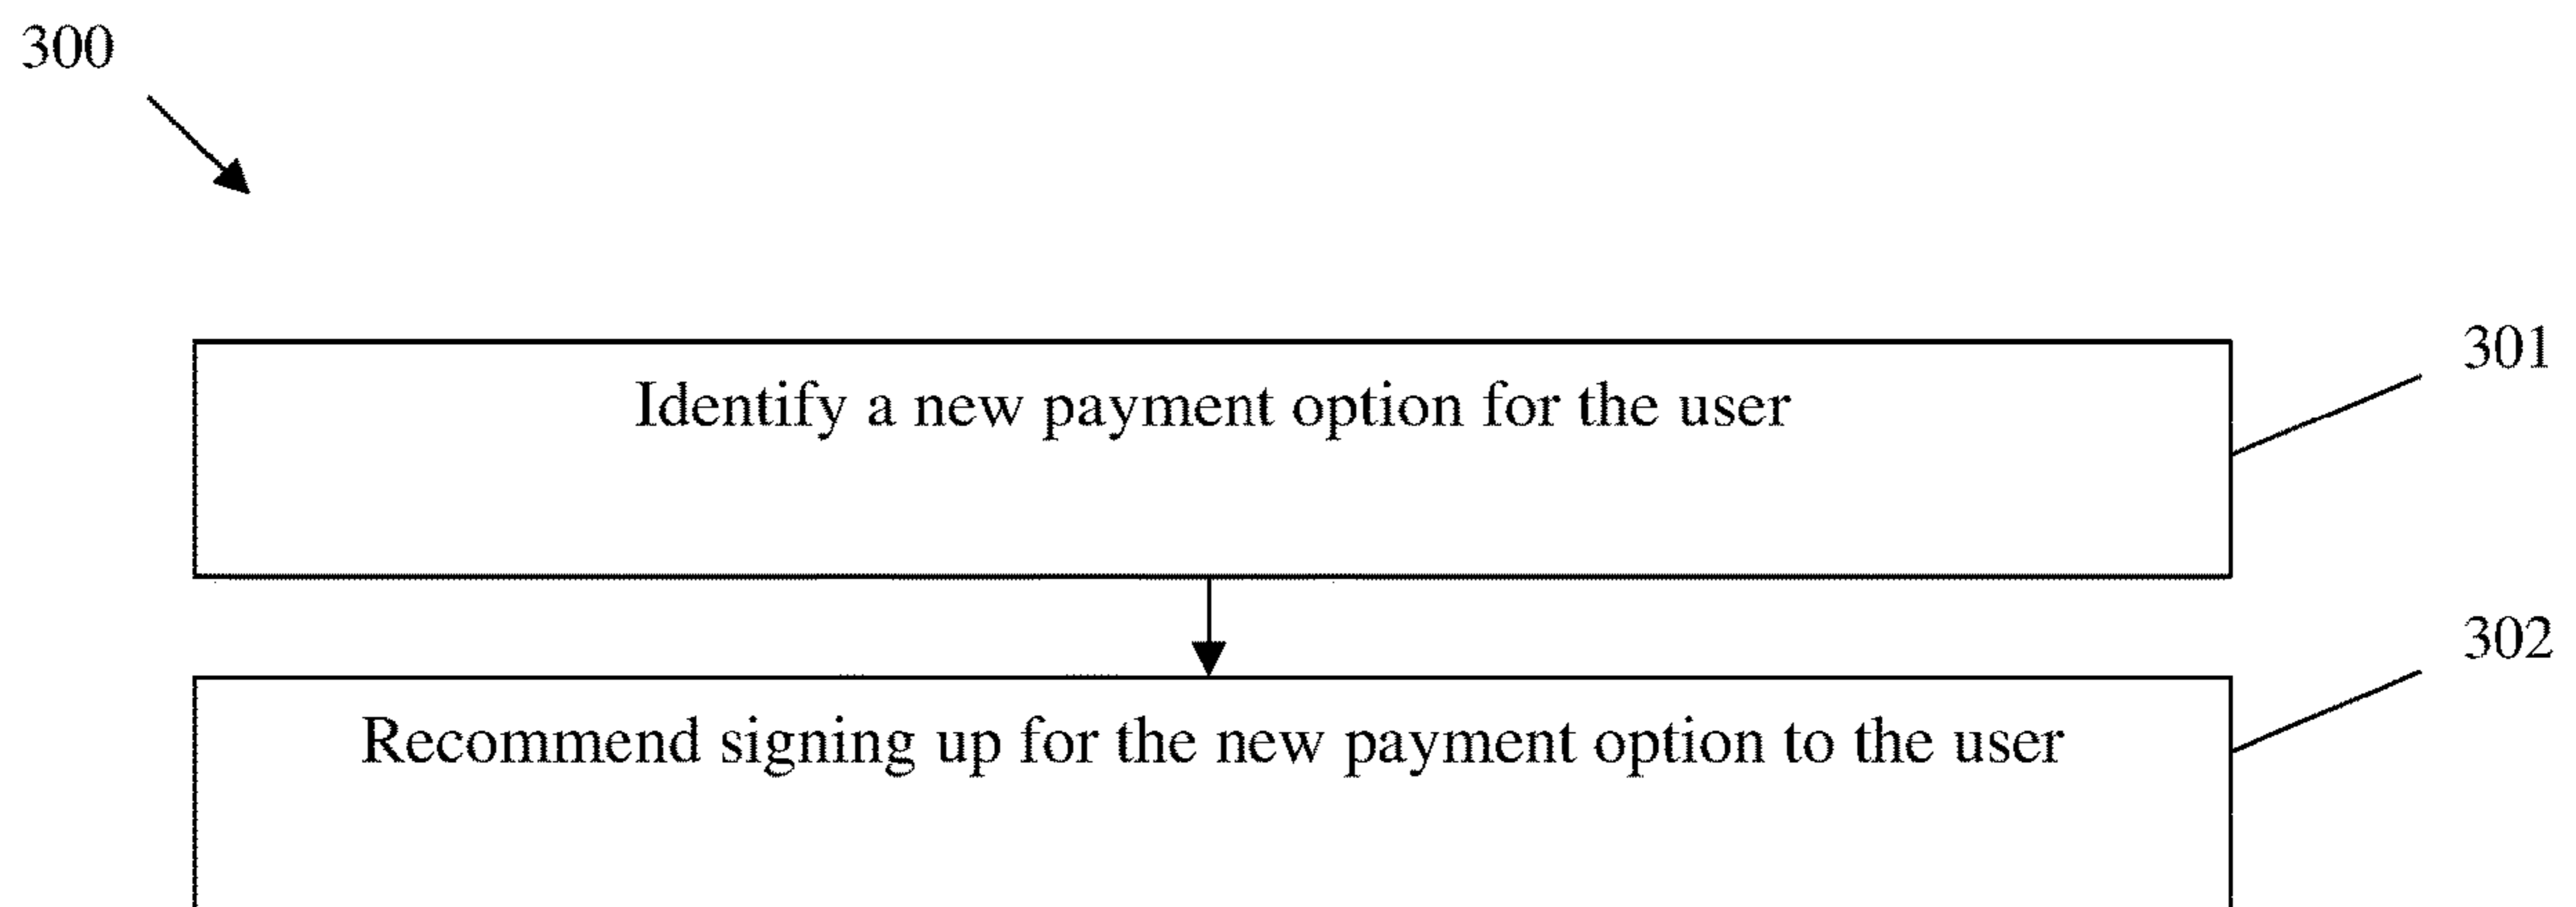 300
301
Identify a new payment option for the user
302
Recommend signing up for the new payment option to the user